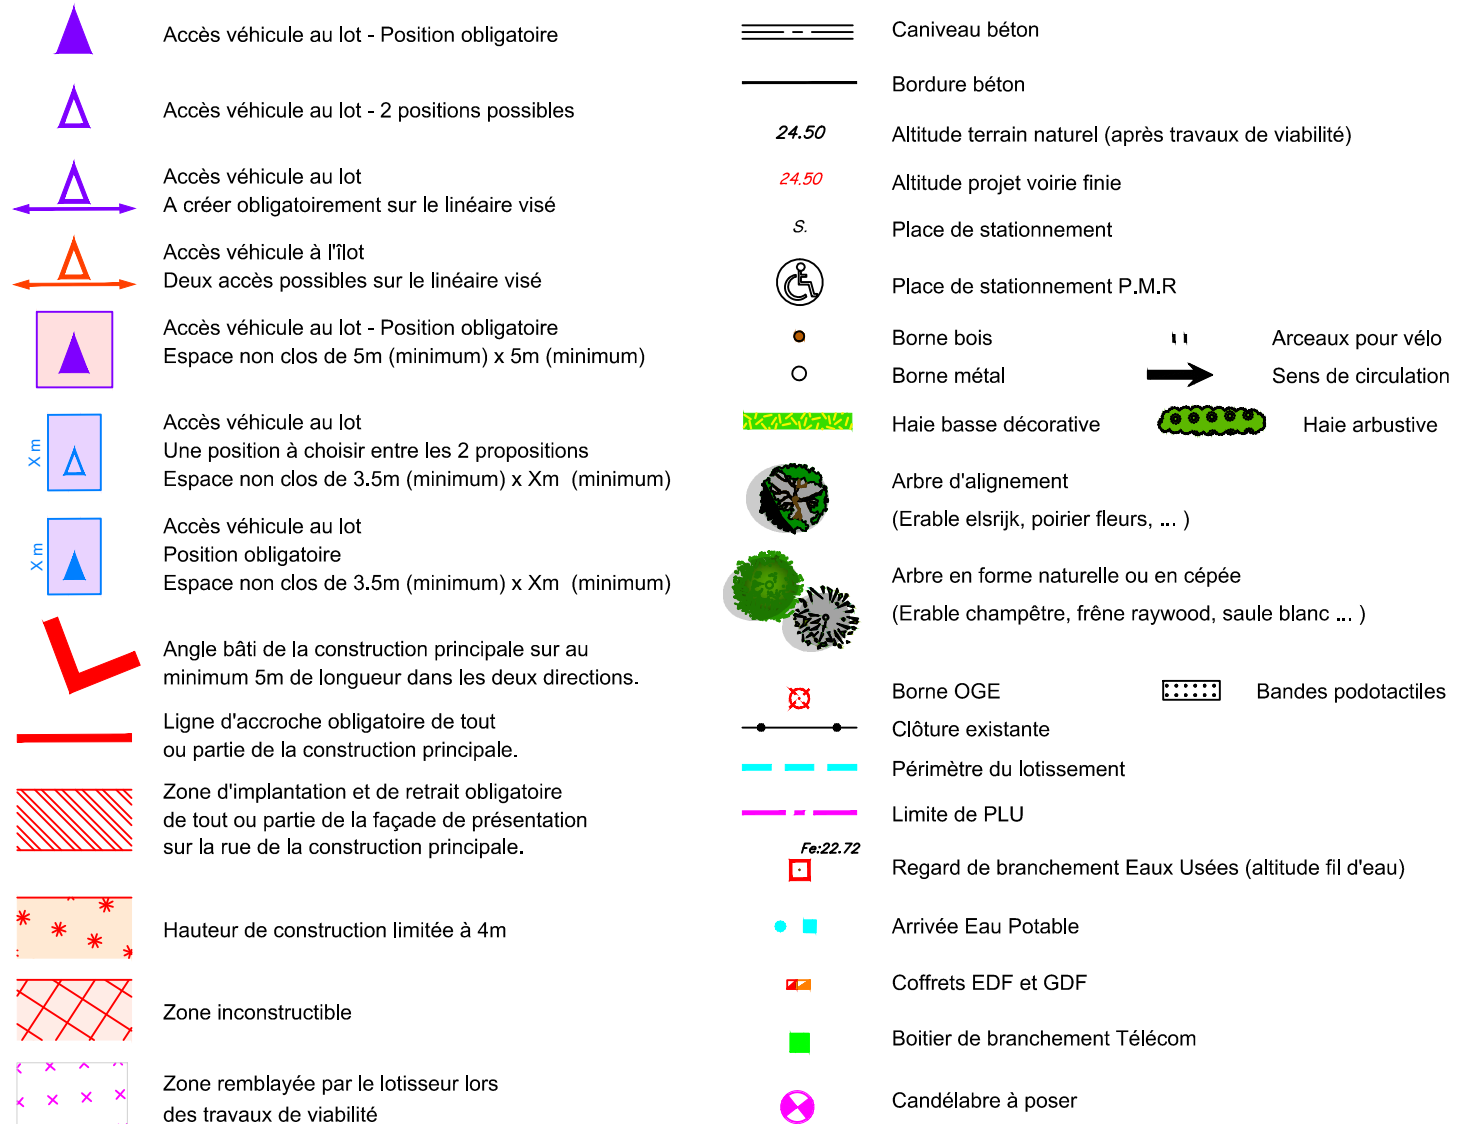 Accès véhicule au lot - Position obligatoire
Accès véhicule au lot - 2 positions possibles
Accès véhicule au lot
A créer obligatoirement sur le linéaire visé
Accès véhicule à l'îlot
Deux accès possibles sur le linéaire visé
Accès véhicule au lot - Position obligatoire
Espace non clos de 5m (minimum) x 5m (minimum)
X m
Accès véhicule au lot
Une position à choisir entre les 2 propositions
Espace non clos de 3.5m (minimum) x Xm (minimum)
X m
Accès véhicule au lot
Position obligatoire
Espace non clos de 3.5m (minimum) x Xm (minimum)
Angle bâti de la construction principale sur au
minimum 5m de longueur dans les deux directions.
Ligne d'accroche obligatoire de tout
ou partie de la construction principale.
Zone d'implantation et de retrait obligatoire
de tout ou partie de la façade de présentation
sur la rue de la construction principale.
Hauteur de construction limitée à 4m
Zone inconstructible
Zone remblayée par le lotisseur lors
des travaux de viabilité
Caniveau béton
Bordure béton
24.50 Altitude terrain naturel (après travaux de viabilité)
24.50 Altitude projet voirie finie
S. Place de stationnement
Place de stationnement P.M.R
Borne bois
Arceaux pour vélo
Borne métal
Sens de circulation
Haie basse décorative
Haie arbustive
Arbre d'alignement
(Erable elsrijk, poirier fleurs, ... )
Arbre en forme naturelle ou en cépée
(Erable champêtre, frêne raywood, saule blanc ... )
Borne OGE
Bandes podotactiles
Clôture existante
Périmètre du lotissement
Limite de PLU
Fe:22.72
Regard de branchement Eaux Usées (altitude fil d'eau)
Arrivée Eau Potable
Coffrets EDF et GDF
Boitier de branchement Télécom
Candélabre à poser